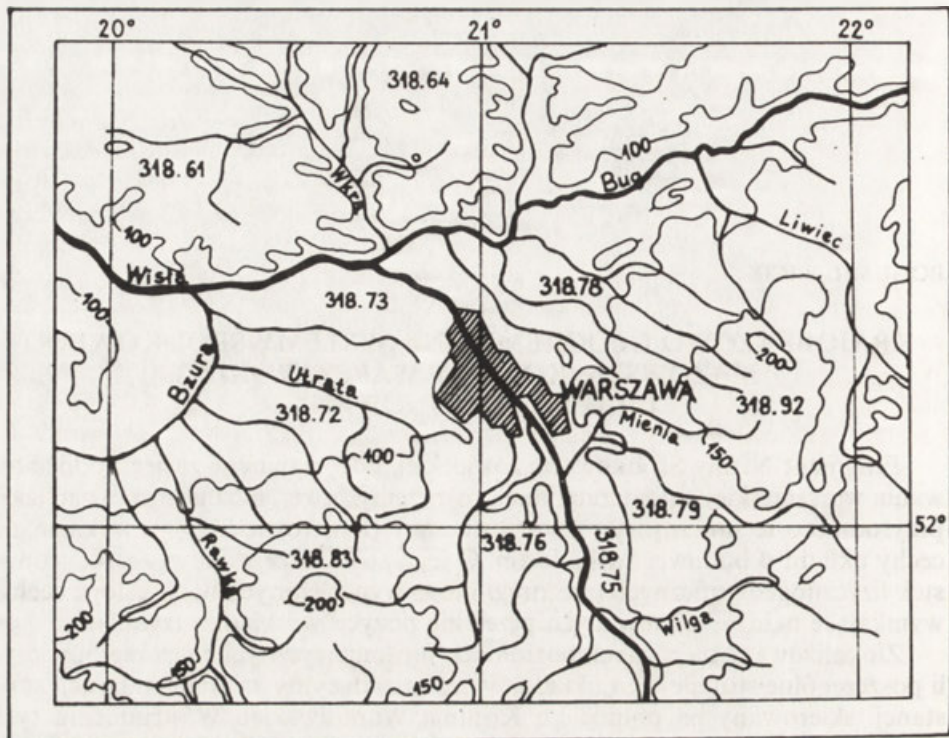 20° 21° 22°
318.64
100
318.61
Wkra
Bug
Liwiec
100
Wisła
318.78
100
318.73
200
Bzura
Utrata
WARSZAWA
318.92
318.72
Mienia
150
100
318.79
52°
318.76
318.75
318.83
Rawka
200
200
Wilga
150
150